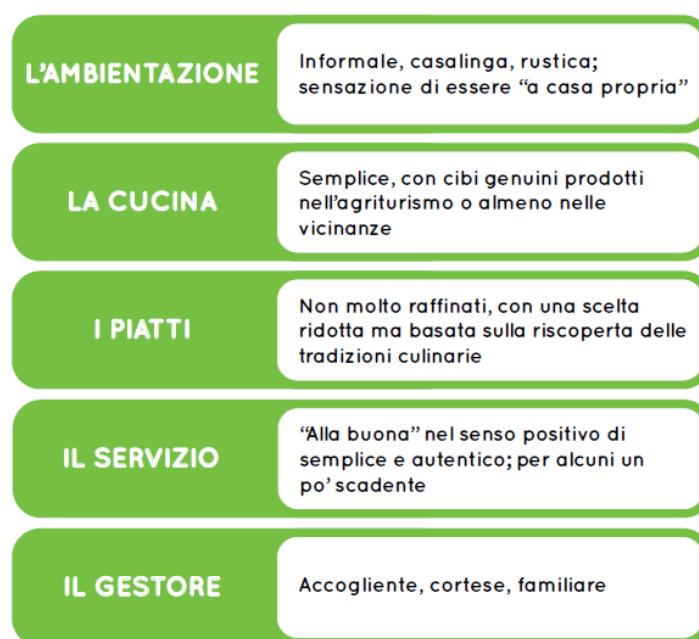 L'AMBIENTAZIONE
Informale, casalinga, rustica;
sensazione di essere “a casa propria”
LA CUCINA
Semplice, con cibi genuini prodotti
nell'agriturismo o almeno nelle
vicinanze
I PIATTI
Non molto raffinati, con una scelta
ridotta ma basata sulla riscoperta delle
tradizioni culinarie
IL SERVIZIO
“Alla buona” nel senso positivo di
semplice e autentico; per alcuni un
po' scadente
IL GESTORE
Accogliente, cortese, familiare